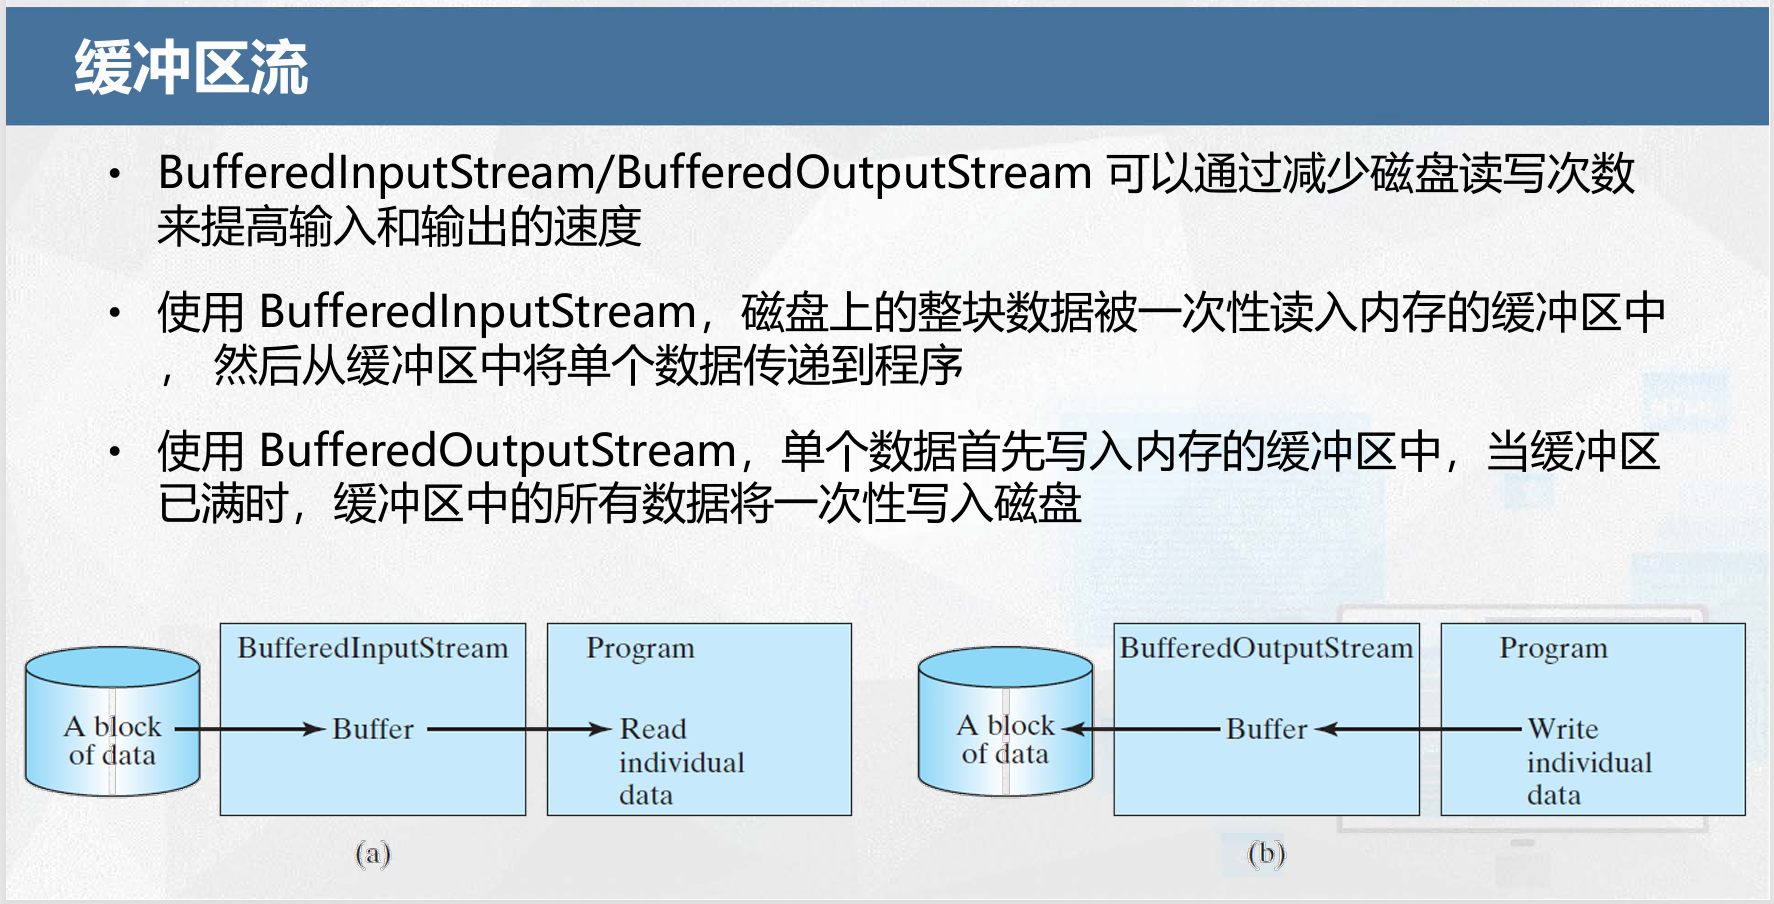 缓冲区流
• BufferedInputStream/BufferedOutputStream 可以通过减少磁盘读写次数
来提高输入和输出的速度
• 使用 BufferedInputStream，磁盘上的整块数据被一次性读入内存的缓冲区中
， 然后从缓冲区中将单个数据传递到程序
• 使用 BufferedOutputStream，单个数据首先写入内存的缓冲区中，当缓冲区
已满时，缓冲区中的所有数据将一次性写入磁盘
BufferedInputStream
Program
A block
of data
Buffer
Read
individual
data
(a)
BufferedOutputStream
Program
A block
of data
Buffer
Write
individual
data
(b)